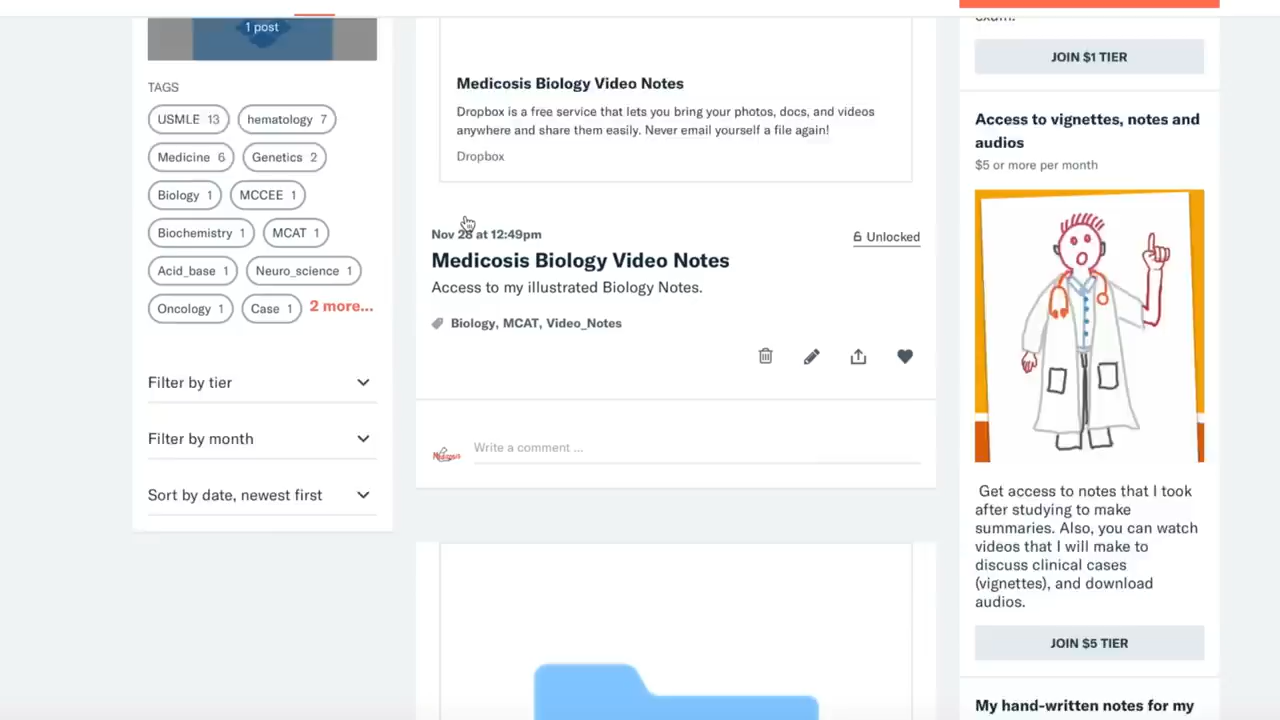 1 post
TAGS
USMLE 13
hematology 7
Medicine 6
Genetics 2
Biology 1
MCCEE 1
Biochemistry 1
MCAT 1
Acid_base 1
Neuro_science 1
Oncology 1
Case 1
2 more...
Filter by tier
Filter by month
Sort by date, newest first
Medicosis Biology Video Notes
Dropbox is a free service that lets you bring your photos, docs, and videos
anywhere and share them easily. Never email yourself a file again!
Dropbox
Nov 28 at 12:49pm
Unlocked
Medicosis Biology Video Notes
Access to my illustrated Biology Notes.
Biology, MCAT, Video_Notes
Medicosis
Write a comment ...
exam.
JOIN $1 TIER
Access to vignettes, notes and
audios
$5 or more per month
Get access to notes that I took
after studying to make
summaries. Also, you can watch
videos that I will make to
discuss clinical cases
(vignettes), and download
audios.
JOIN $5 TIER
My hand-written notes for my